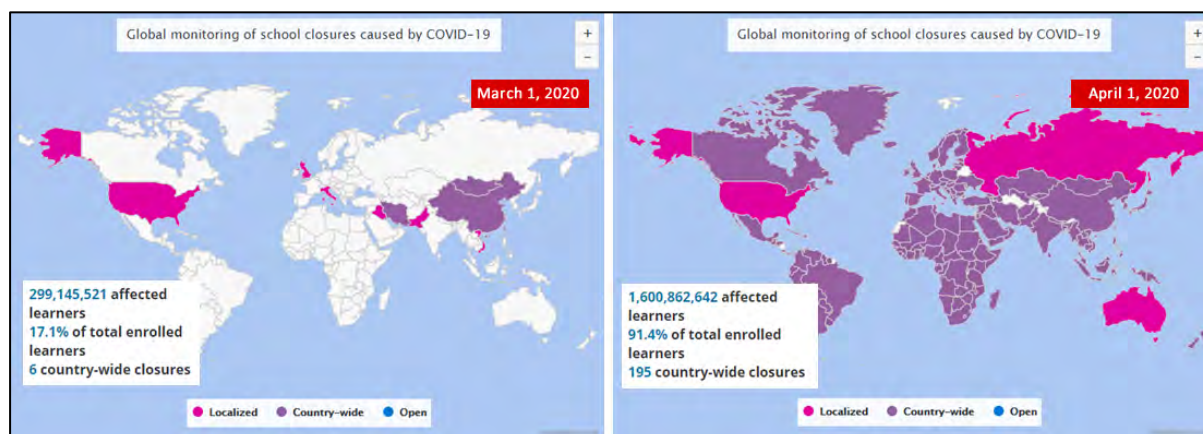 Global monitoring of school closures caused by COVID-19
+
−
March 1, 2020
299,145,521 affected
learners
17.1% of total enrolled
learners
6 country-wide closures
Localized Country-wide Open
Global monitoring of school closures caused by COVID-19
+
−
April 1, 2020
1,600,862,642 affected
learners
91.4% of total enrolled
learners
195 country-wide closures
Localized Country-wide Open